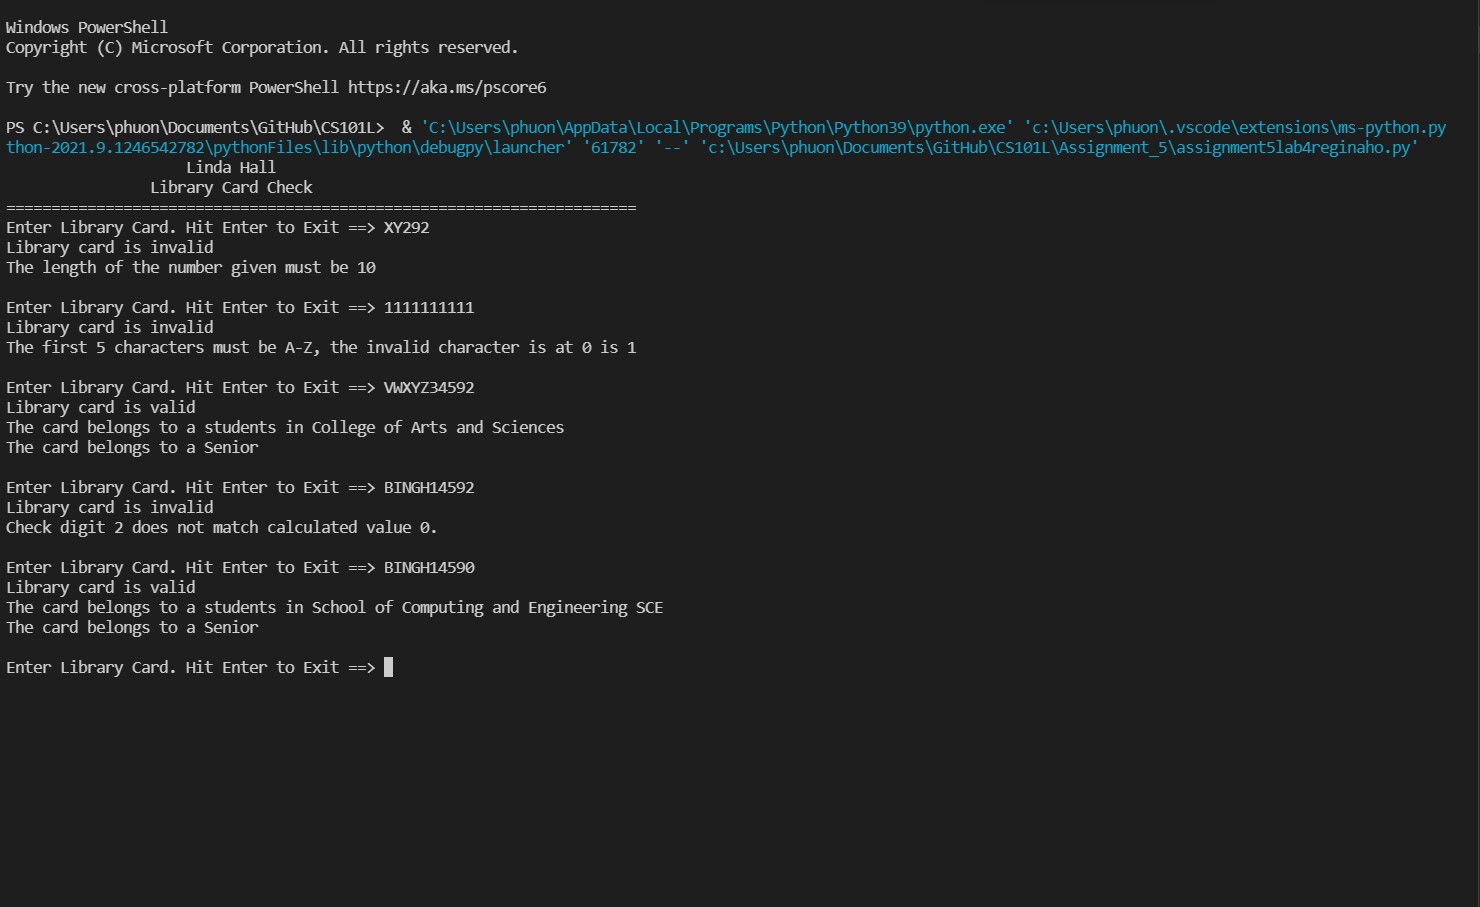 Windows PowerShell
Copyright (C) Microsoft Corporation. All rights reserved.
Try the new cross-platform PowerShell https://aka.ms/pscore6
PS C:\Users\phuon\Documents\GitHub\CS101L>  & 'C:\Users\phuon\AppData\Local\Programs\Python\Python39\python.exe' 'c:\Users\phuon\.vscode\extensions\ms-python.py
thon-2021.9.1246542782\pythonFiles\lib\python\debugpy\launcher' '61782' '--' 'c:\Users\phuon\Documents\GitHub\CS101L\Assignment_5\assignment5lab4reginaho.py'
Linda Hall
Library Card Check
======================================================================
Enter Library Card. Hit Enter to Exit ==> XY292
Library card is invalid
The length of the number given must be 10
Enter Library Card. Hit Enter to Exit ==> 1111111111
Library card is invalid
The first 5 characters must be A-Z, the invalid character is at 0 is 1
Enter Library Card. Hit Enter to Exit ==> VWXYZ34592
Library card is valid
The card belongs to a students in College of Arts and Sciences
The card belongs to a Senior
Enter Library Card. Hit Enter to Exit ==> BINGH14592
Library card is invalid
Check digit 2 does not match calculated value 0.
Enter Library Card. Hit Enter to Exit ==> BINGH14590
Library card is valid
The card belongs to a students in School of Computing and Engineering SCE
The card belongs to a Senior
Enter Library Card. Hit Enter to Exit ==>